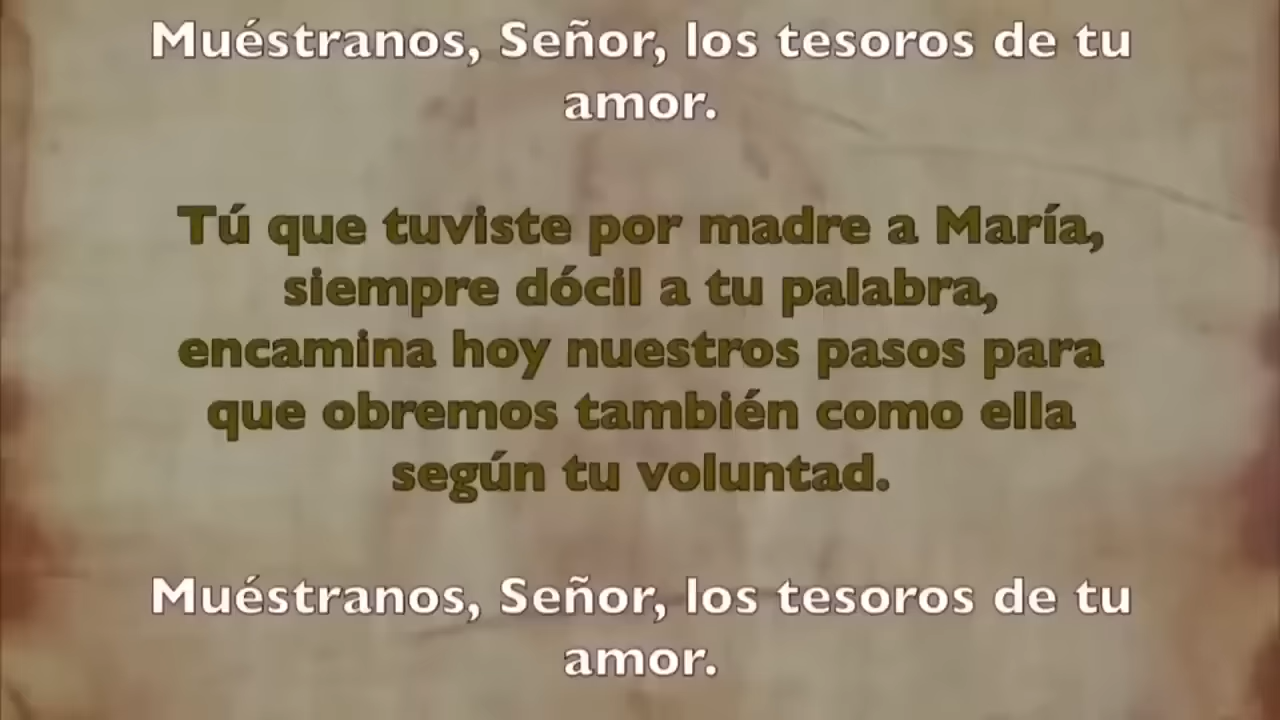 Muéstranos, Señor, los tesoros de tu
amor.
Tú que tuviste por madre a María,
siempre dócil a tu palabra,
encamina hoy nuestros pasos para
que obremos también como ella
según tu voluntad.
Muéstranos, Señor, los tesoros de tu
amor.